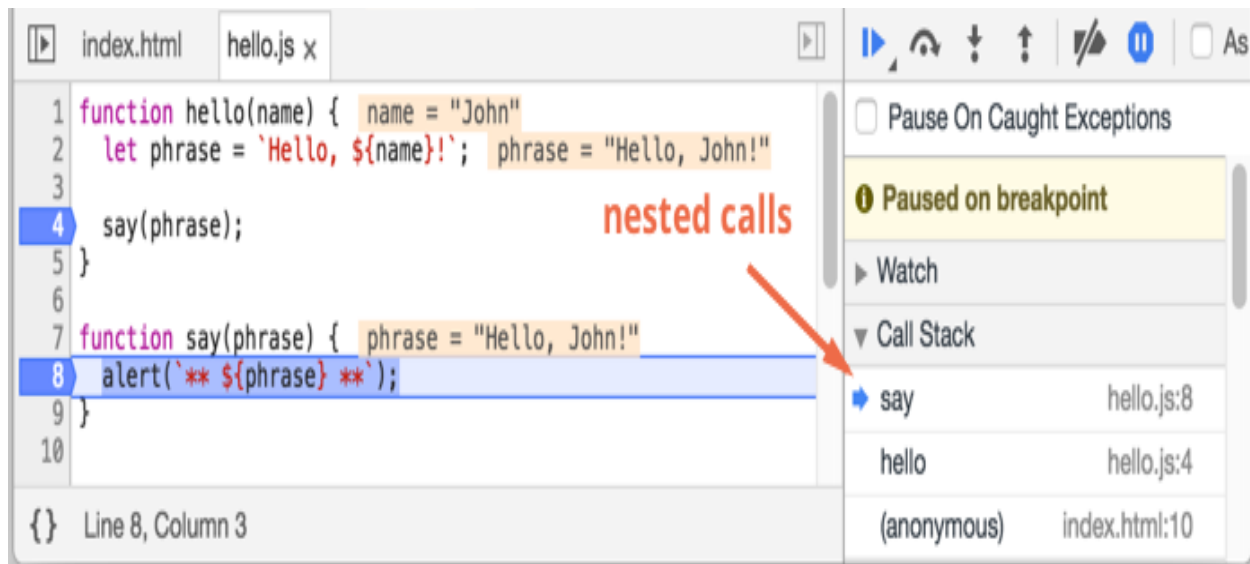 index.html hello.js x
1 function hello(name) { name = "John"
2 let phrase = `Hello, ${name}!`; phrase = "Hello, John!"
3
4 say(phrase);
5 }
6
7 function say(phrase) { phrase = "Hello, John!"
8 alert(`** ${phrase} **`);
9 }
10
{} Line 8, Column 3
nested calls
As
Pause On Caught Exceptions
Paused on breakpoint
Watch
Call Stack
say hello.js:8
hello hello.js:4
(anonymous) index.html:10